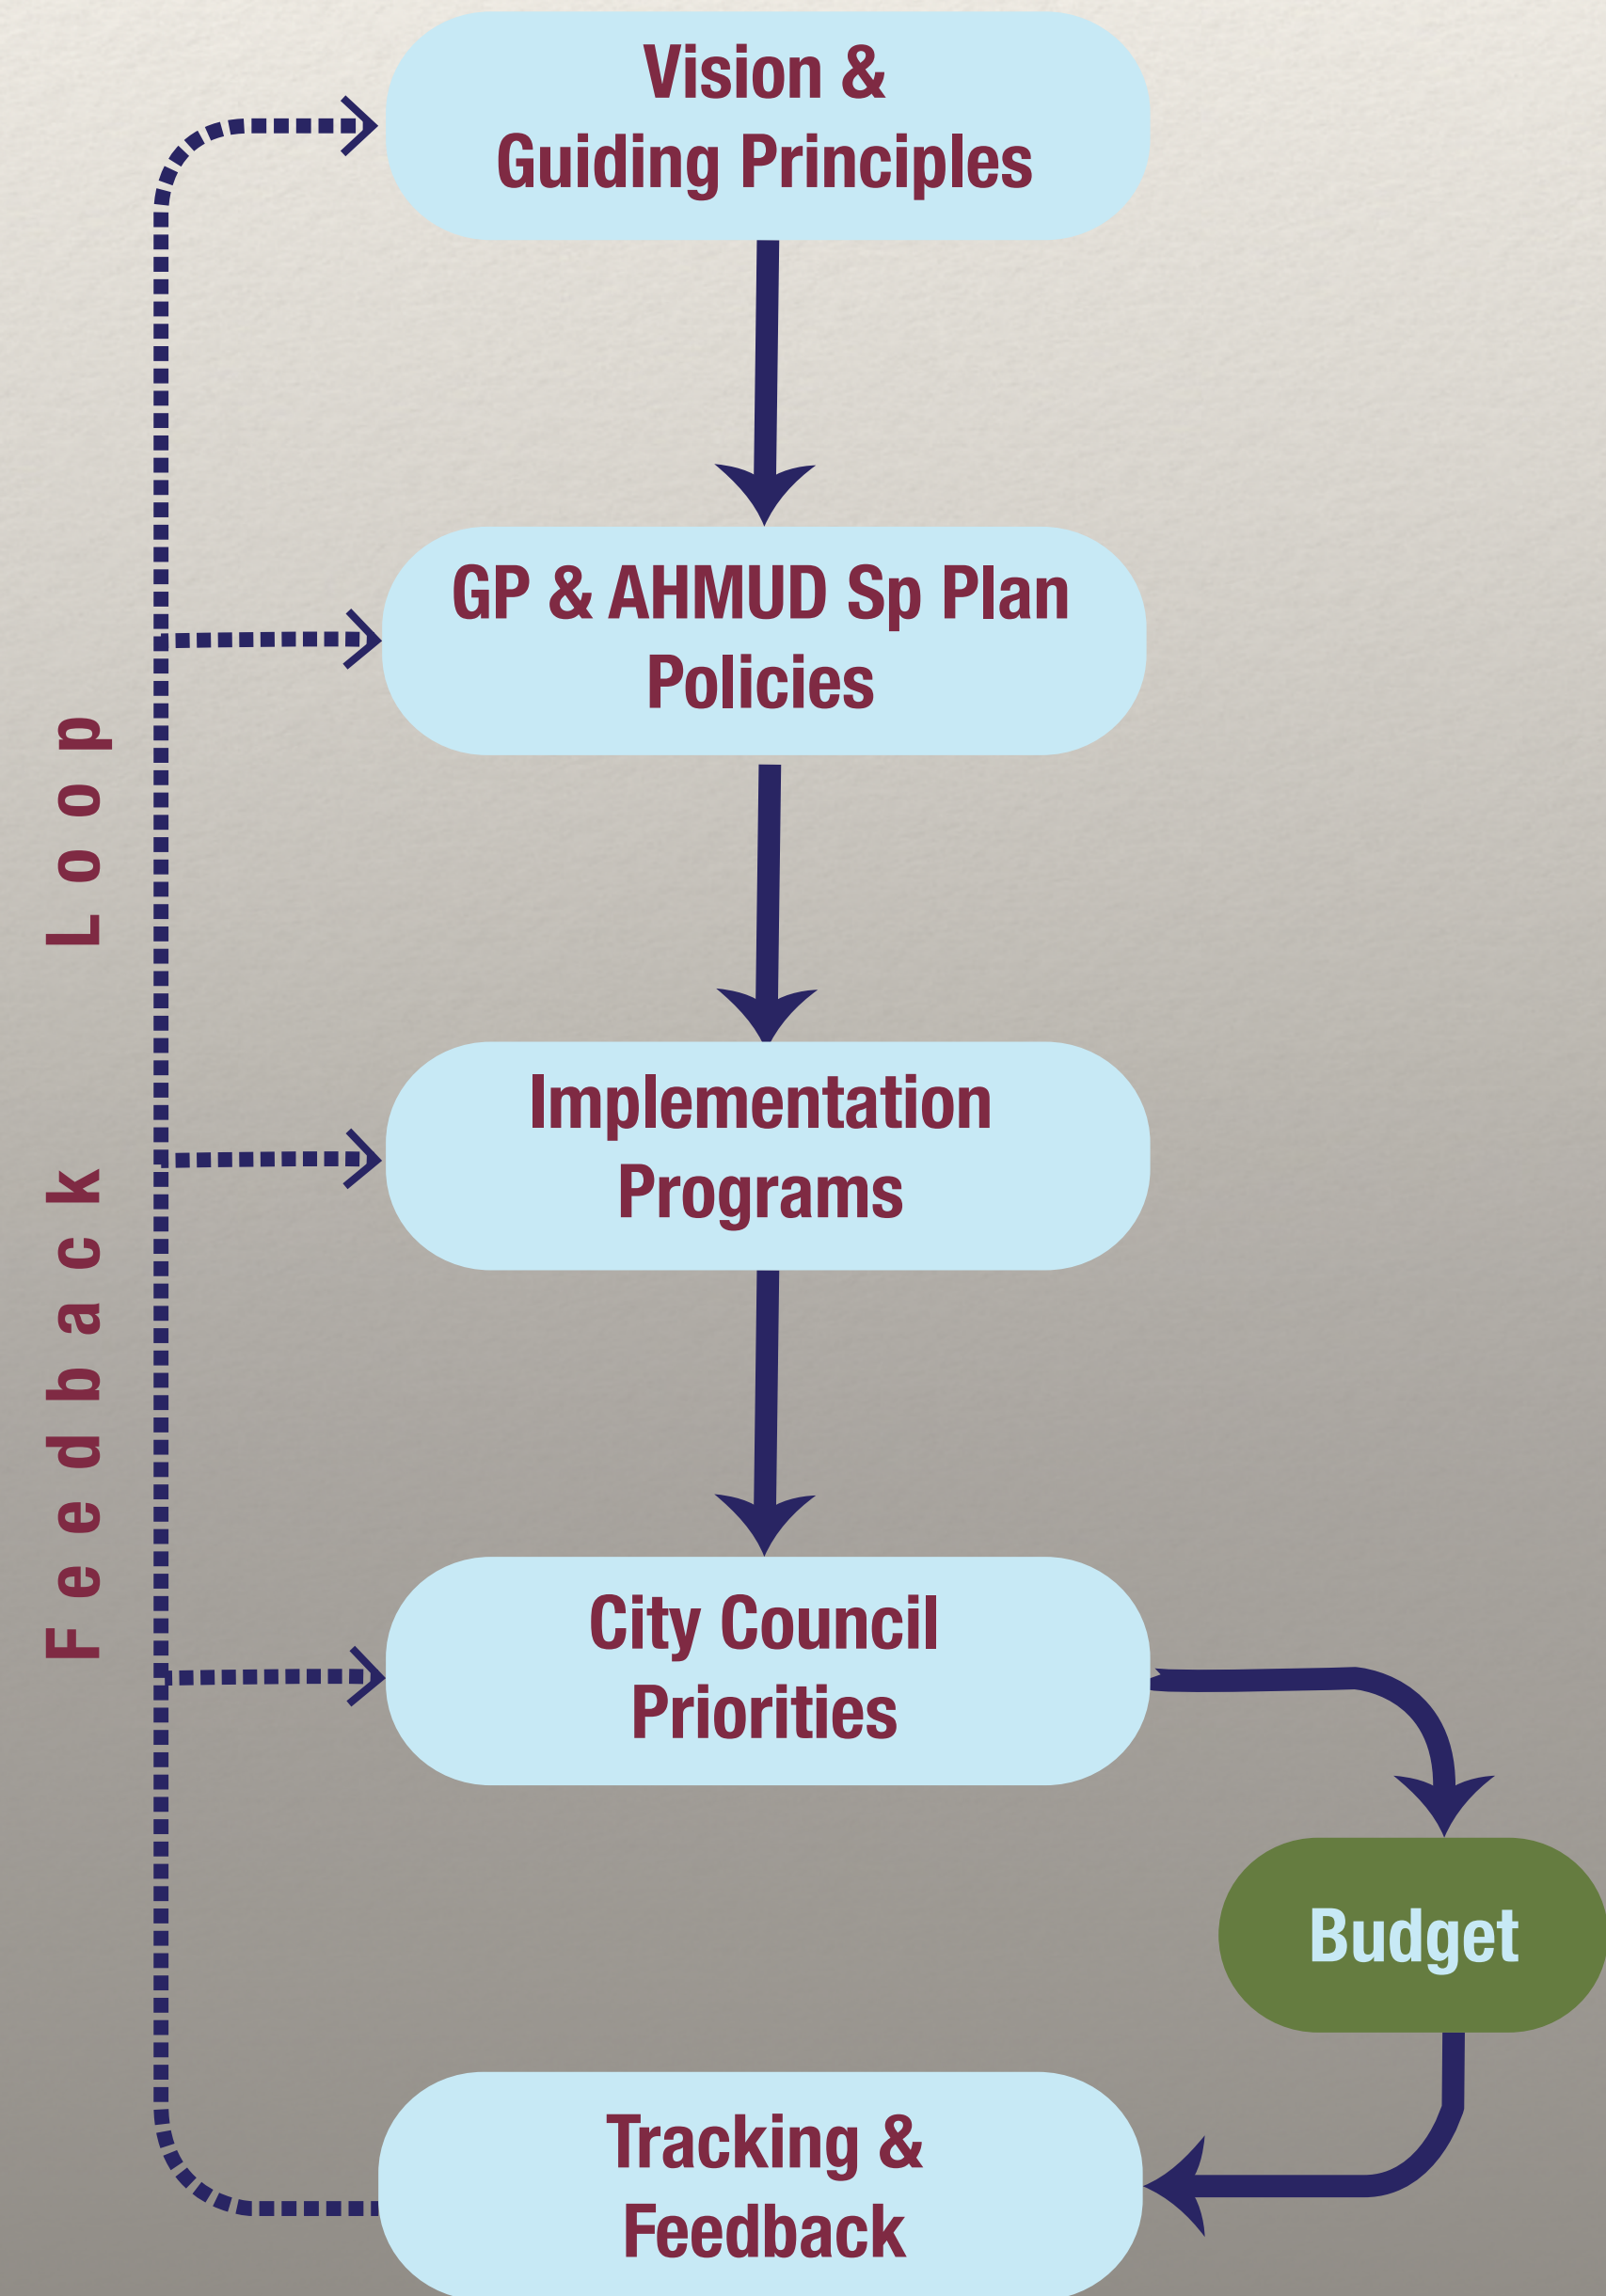 Vision &
Guiding Principles
GP & AHMUD Sp Plan
Policies
Implementation
Programs
City Council
Priorities
Budget
Tracking &
Feedback
Feedback Loop